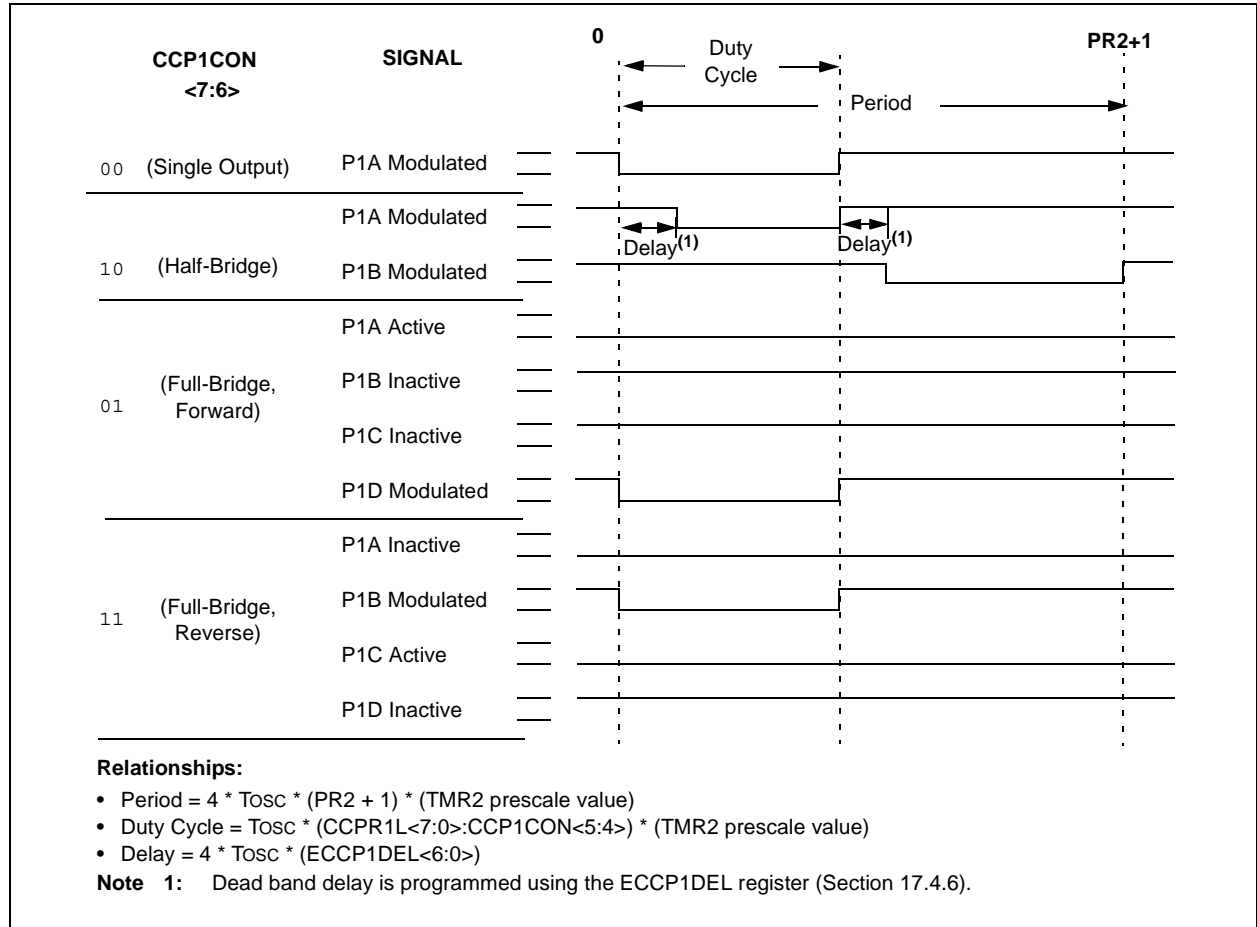 CCP1CON
<7:6>
SIGNAL
0
Duty
Cycle
PR2+1
Period
00 (Single Output) P1A Modulated
P1A Modulated
Delay(1) Delay(1)
10 (Half-Bridge) P1B Modulated
P1A Active
01 (Full-Bridge,
Forward)
P1B Inactive
P1C Inactive
P1D Modulated
P1A Inactive
11 (Full-Bridge,
Reverse)
P1B Modulated
P1C Active
P1D Inactive
Relationships:
• Period = 4 * TOSC * (PR2 + 1) * (TMR2 prescale value)
• Duty Cycle = TOSC * (CCPR1L<7:0>:CCP1CON<5:4>) * (TMR2 prescale value)
• Delay = 4 * TOSC * (ECCP1DEL<6:0>)
Note 1: Dead band delay is programmed using the ECCP1DEL register (Section 17.4.6).